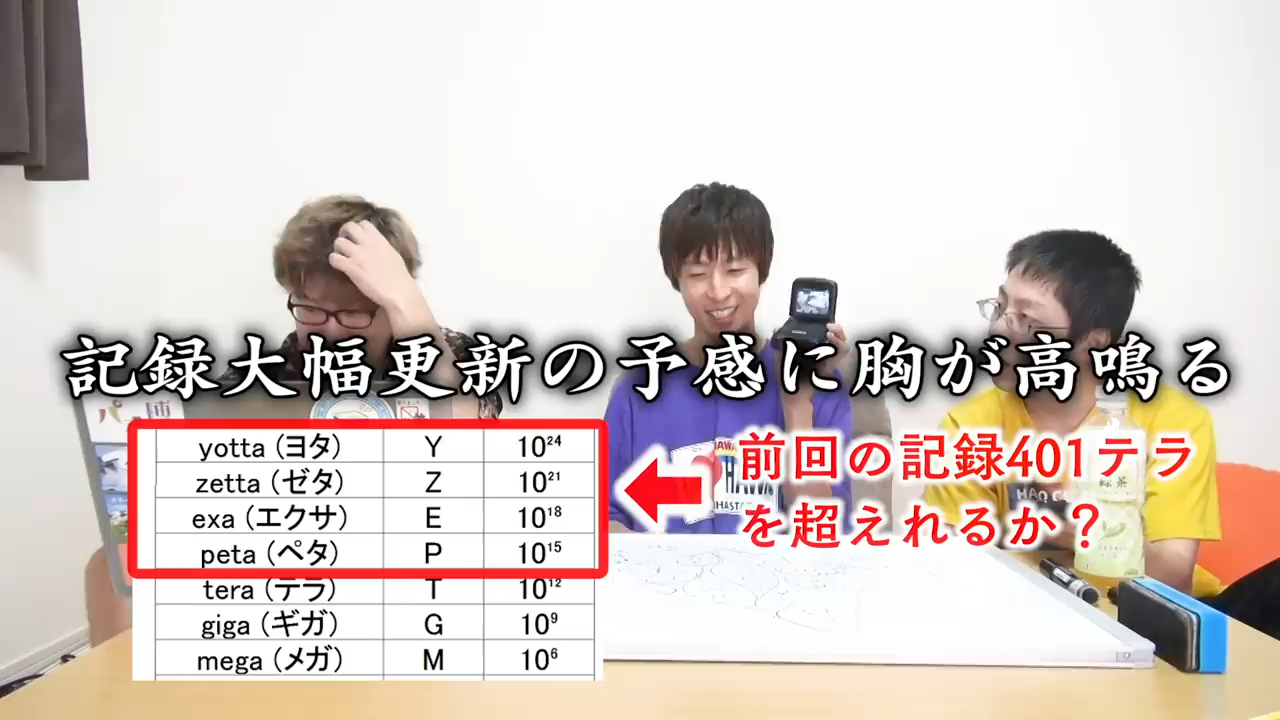 記録大幅更新の予感に胸が高鳴る
yotta (ヨタ) Y 10²⁴
zetta (ゼタ) Z 10²¹
exa (エクサ) E 10¹⁸
peta (ペタ) P 10¹⁵
tera (テラ) T 10¹²
giga (ギガ) G 10⁹
mega (メガ) M 10⁶
前回の記録401テラ
を超えれるか？
緑茶